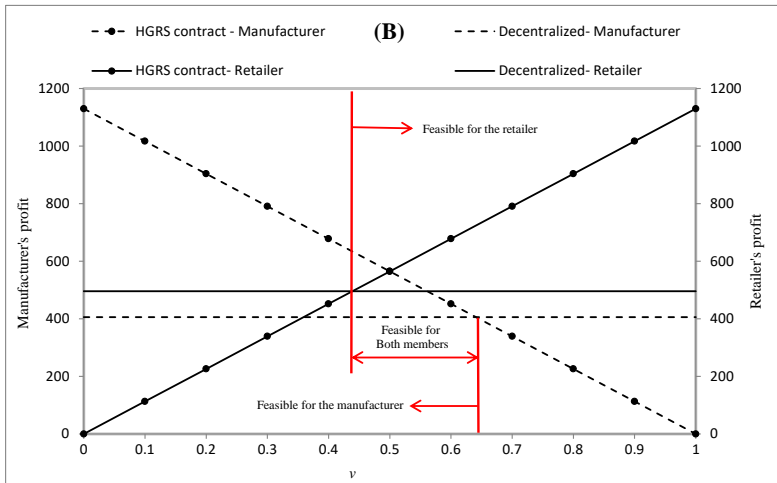 (B)
HGRS contract - Manufacturer
Decentralized- Manufacturer
HGRS contract- Retailer
Decentralized- Retailer
1200
1000
800
600
400
200
0
Manufacturer's profit
1200
1000
800
600
400
200
0
Retailer's profit
Feasible for the retailer
Feasible for
Both members
Feasible for the manufacturer
0 0.1 0.2 0.3 0.4 0.5 0.6 0.7 0.8 0.9 1
v